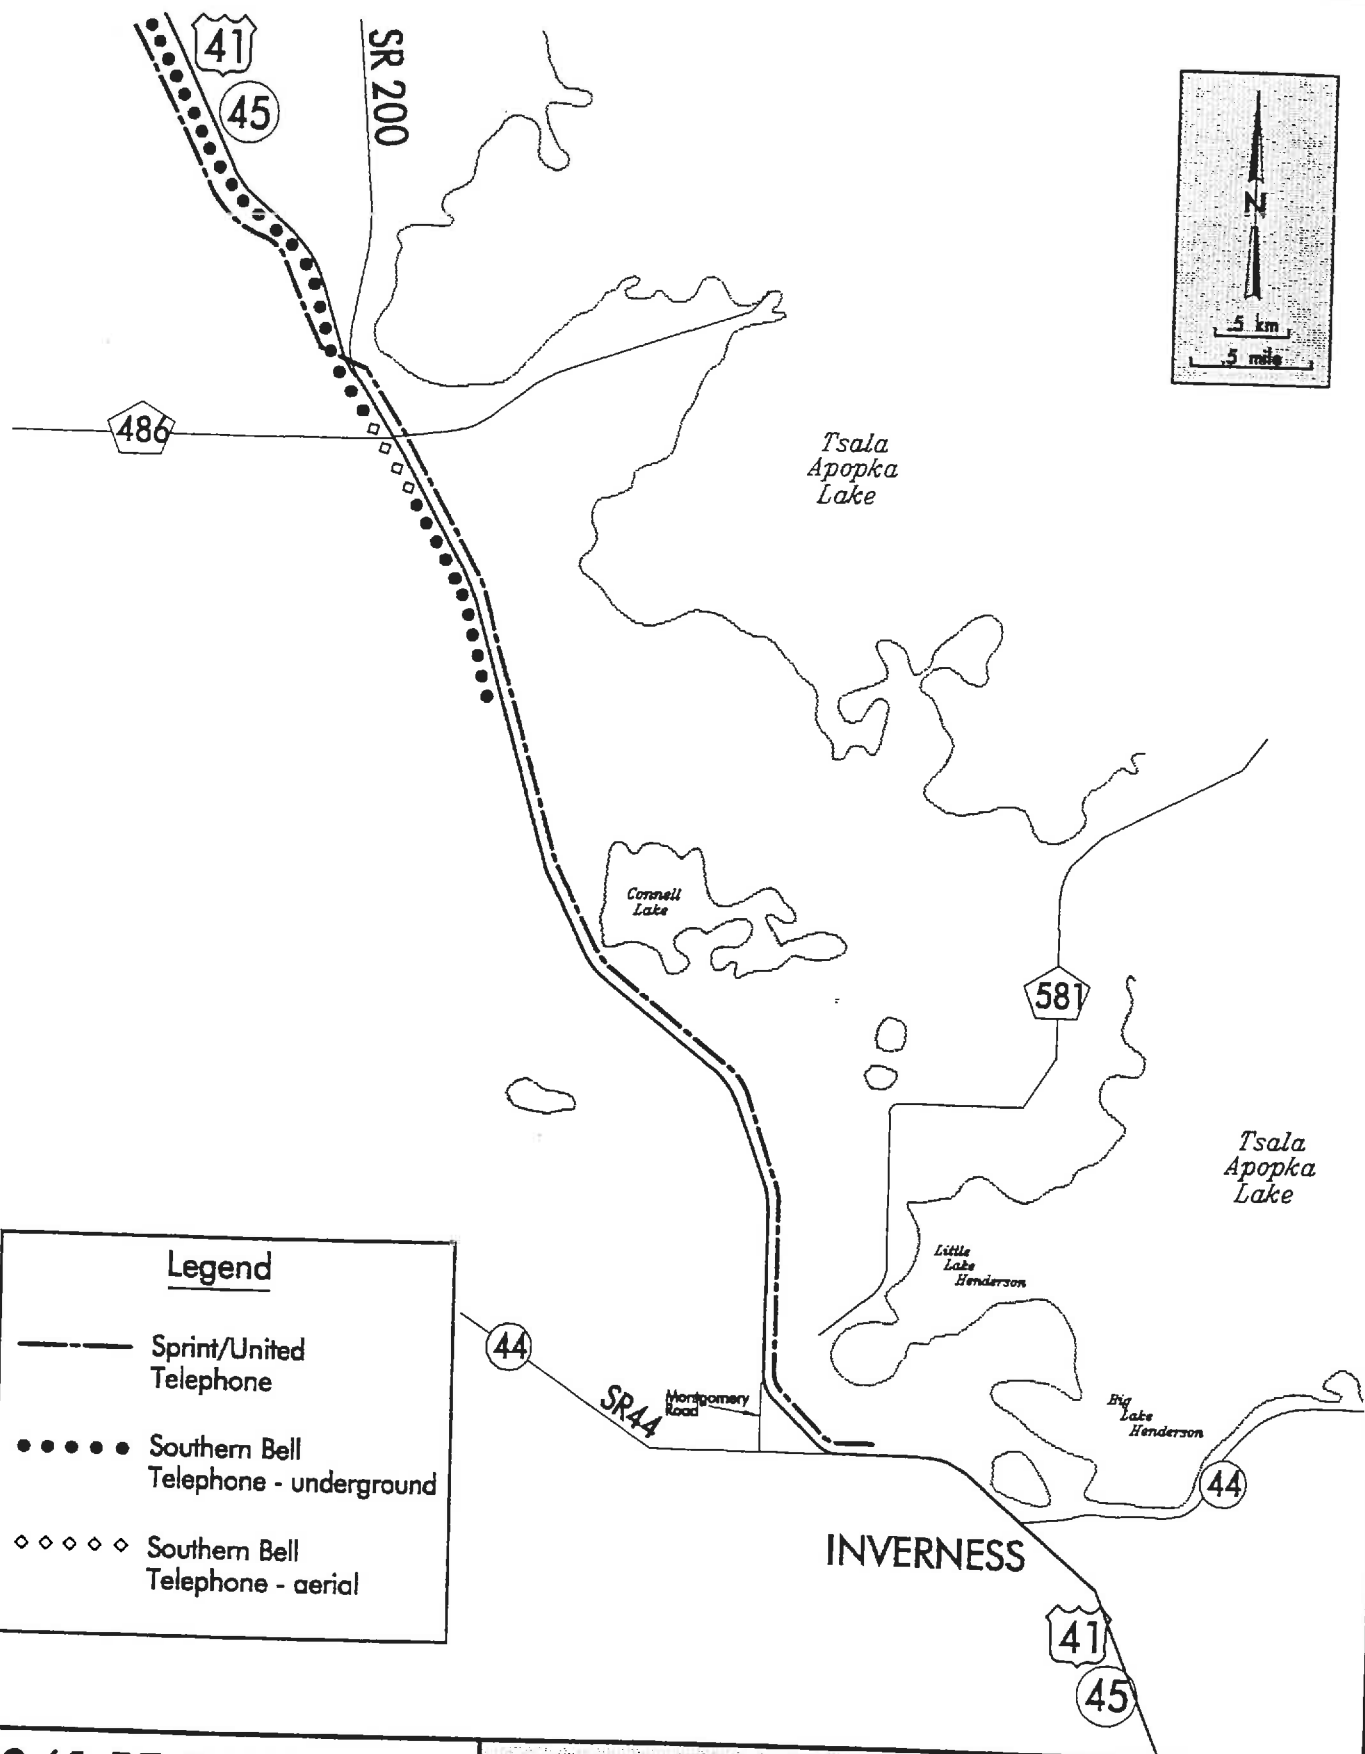 41
45
SR 200
N
.5 km
.5 mile
486
Tsala
Apopka
Lake
Connell
Lake
581
Tsala
Apopka
Lake
Little
Lake
Henderson
Legend
Sprint/United
Telephone
Southern Bell
Telephone - underground
Southern Bell
Telephone - aerial
44
SR44
Montgomery
Road
Big
Lake
Henderson
44
INVERNESS
41
45